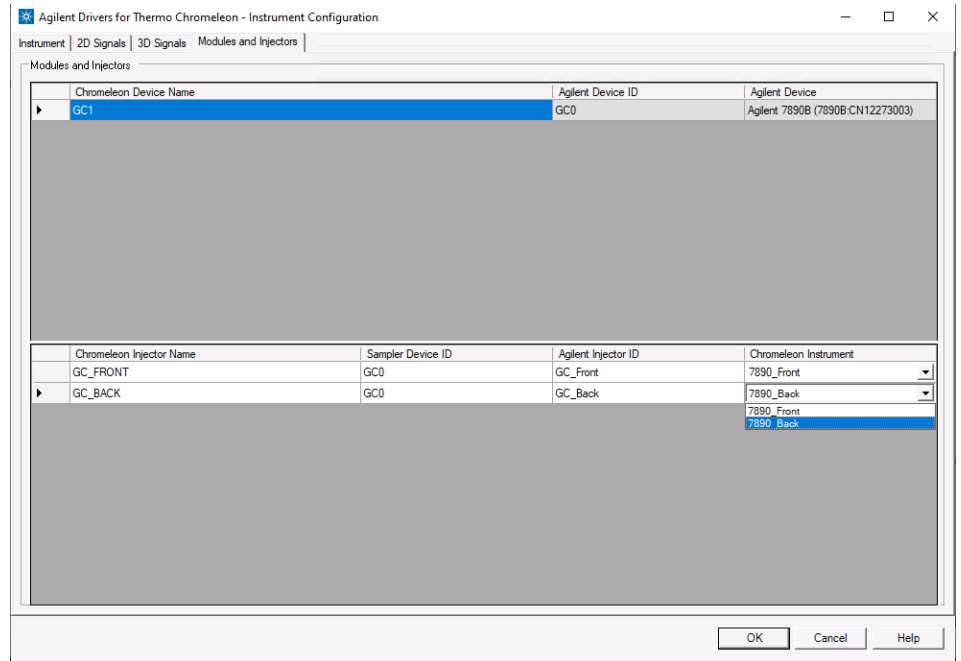 Agilent Drivers for Thermo Chromeleon - Instrument Configuration
Instrument 2D Signals 3D Signals Modules and Injectors
Modules and Injectors
Chromeleon Device Name Agilent Device ID Agilent Device
GC1 GC0 Agilent 7890B (7890B:CN12273003)
Chromeleon Injector Name Sampler Device ID Agilent Injector ID Chromeleon Instrument
GC_FRONT GC0 GC_Front 7890_Front
GC_BACK GC0 GC_Back 7890_Back
7890_Front
7890_Back
OK Cancel Help